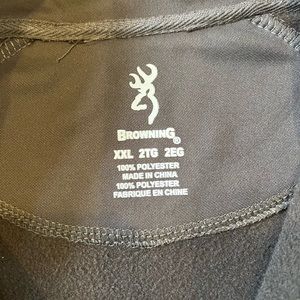 BROWNING®
XXL 2TG 2EG
100% POLYESTER
MADE IN CHINA
100% POLYESTER
FABRIQUE EN CHINE